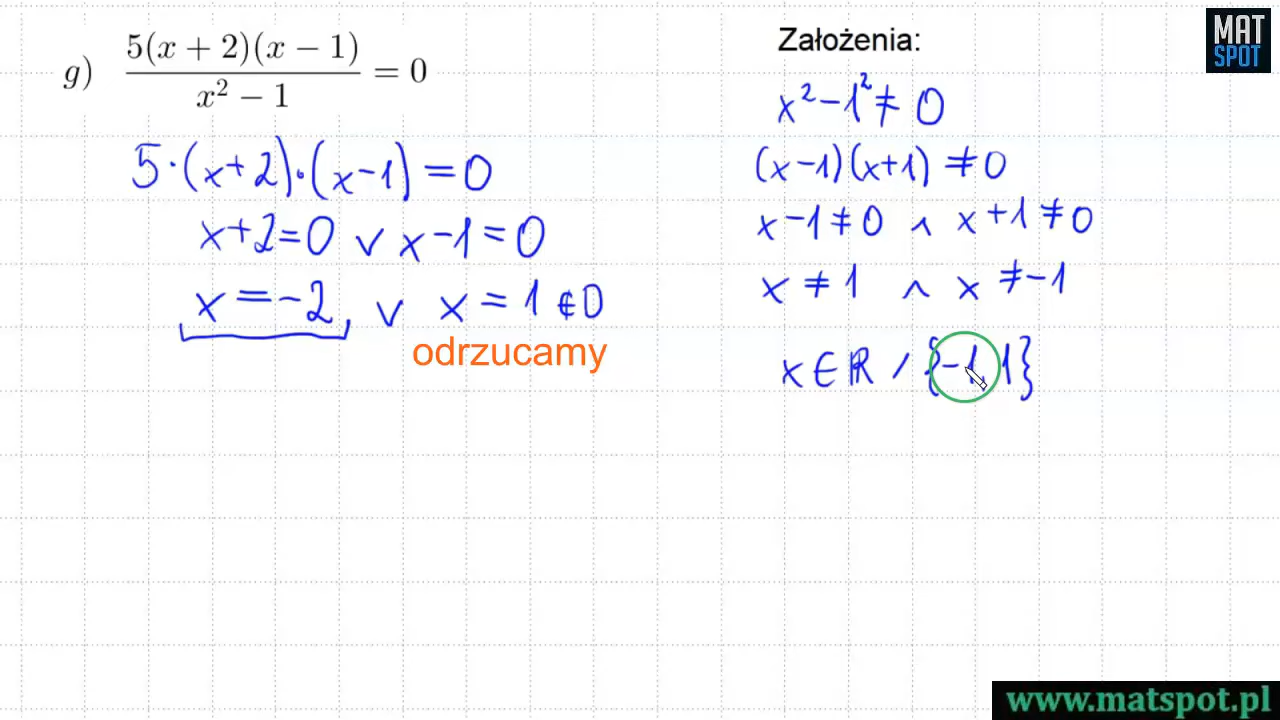 g) \frac{5(x + 2)(x − 1)}{x² − 1} = 0
5·(x+2)·(x−1) = 0
x+2=0 ∨ x−1=0
x = −2, ∨ x = 1 ∉ D
odrzucamy
Założenia:
x² − 1² ≠ 0
(x−1)(x+1) ≠ 0
x−1≠0 ∧ x+1≠0
x ≠ 1 ∧ x ≠ −1
x ∈ ℝ / {−1, 1}
MAT
SPOT
www.matspot.pl